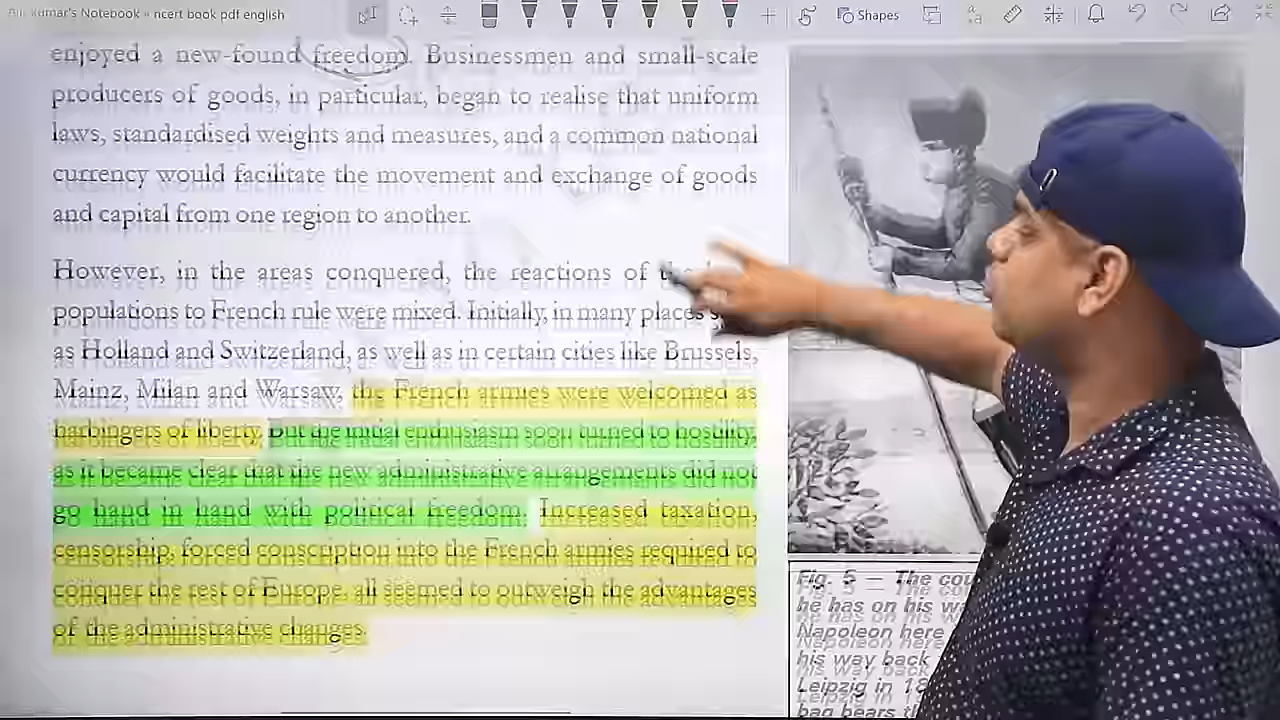 Kumar's Notebook « ncert book pdf english
Shapes
enjoyed a new-found freedom. Businessmen and small-scale
producers of goods, in particular, began to realise that uniform
laws, standardised weights and measures, and a common national
currency would facilitate the movement and exchange of goods
and capital from one region to another.
However, in the areas conquered, the reactions of the
populations to French rule were mixed. Initially, in many places
as Holland and Switzerland, as well as in certain cities like Brussels,
Mainz, Milan and Warsaw, the French armies were welcomed as
harbingers of liberty. But the initial enthusiasm soon turned to hostility,
as it became clear that the new administrative arrangements did not
go hand in hand with political freedom. Increased taxation,
censorship, forced conscription into the French armies required to
conquer the rest of Europe, all seemed to outweigh the advantages
of the administrative changes.
Fig. 5 — The cou
he has on his wa
Napoleon here
his way back
Leipzig in 18
bag bears th